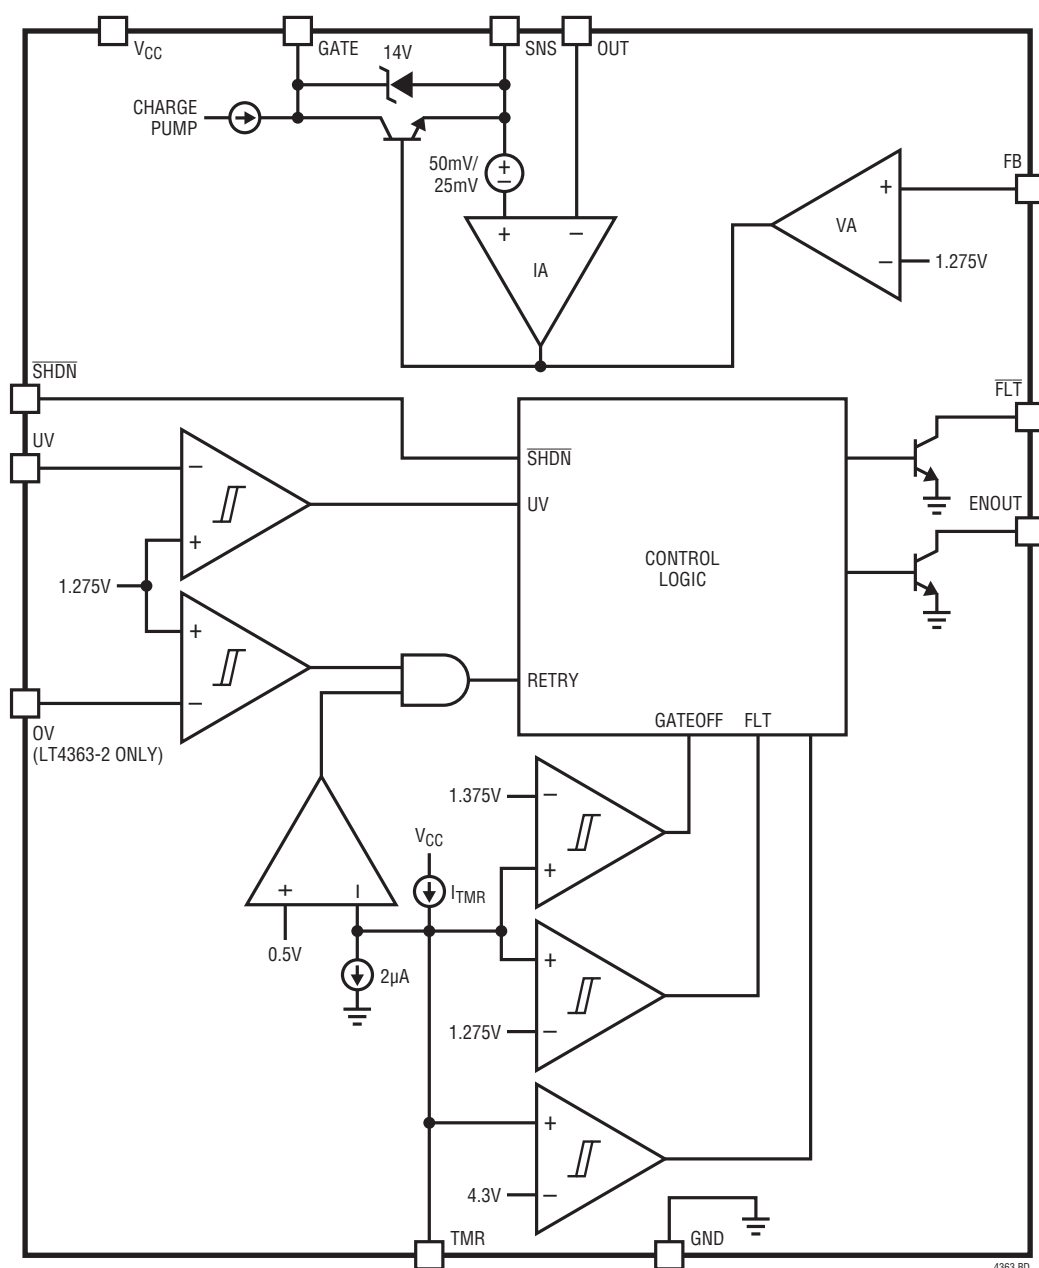 VCC
GATE
14V
SNS
OUT
CHARGE
PUMP
50mV/
25mV
+
–
+
–
IA
+
VA
–
FB
1.275V
SHDN
FLT
UV
–
SHDN
UV
ENOUT
+
CONTROL
LOGIC
1.275V
+
RETRY
–
OV
(LT4363-2 ONLY)
GATEOFF
FLT
1.375V
–
VCC
+
+
–
ITMR
0.5V
2µA
+
1.275V
–
+
4.3V
–
TMR
GND
4363 BD